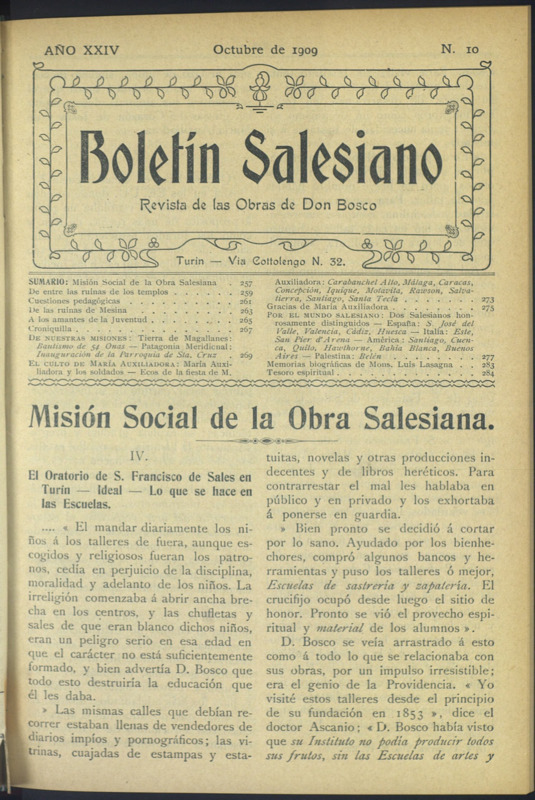 AÑO XXIV Octubre de 1909 N. 10
Boletín Salesiano
Revista de las Obras de Don Bosco
Turin — Via Cottolengo N. 32.
SUMARIO: Misión Social de la Obra Salesiana . 257
De entre las ruinas de los templos . . . . . . 259
Cuestiones pedagógicas . . . . . . . . . . 261
De las ruinas de Mesina . . . . . . . . . 263
A los amantes de la Juventud . . . . . . . 265
Croniquilla . . . . . . . . . . . . . 267
DE NUESTRAS MISIONES: Tierra de Magallanes:
Bautismo de 54 Onas — Patagonia Meridional:
Inauguración de la Parroquia de Sta. Cruz . 269
EL CULTO DE MARÍA AUXILIADORA: María Auxi-
liadora y los soldados — Ecos de la fiesta de M.
Auxiliadora: Carabanchel Alto, Málaga, Caracas,
Concepción, Iquique, Motavita, Rawson, Salva-
tierra, Santiago, Santa Tecla . . . . . . . 273
Gracias de María Auxiliadora . . . . . . . 275
POR EL MUNDO SALESIANO: Dos Salesianos hon-
rosamente distinguidos — España: S. José del
Valle, Valencia, Cádiz, Huesca — Italia: Este,
San Pier d'Arena — América: Santiago, Cuen-
ca, Quito, Hawthorne, Bahía Blanca, Buenos
Aires — Palestina: Belén . . . . . . . . 277
Memorias biográficas de Mons. Luis Lasagna . . 283
Tesoro espiritual . . . . . . . . . . . 284
Misión Social de la Obra Salesiana.
IV.
El Oratorio de S. Francisco de Sales en
Turín — Ideal — Lo que se hace en
las Escuelas.
.... « El mandar diariamente los ni-
ños á los talleres de fuera, aunque es-
cogidos y religiosos fueran los patro-
nos, cedía en perjuicio de la disciplina,
moralidad y adelanto de los niños. La
irreligión comenzaba á abrir ancha bre-
cha en los centros, y las chufletas y
sales de que eran blanco dichos niños,
eran un peligro serio en esa edad en
que el carácter no está suficientemente
formado, y bien advertía D. Bosco que
todo esto destruiría la educación que
él les daba.
» Las mismas calles que debían re-
correr estaban llenas de vendedores de
diarios impíos y pornográficos; las vi-
trinas, cuajadas de estampas y esta-
tuitas, novelas y otras producciones in-
decentes y de libros heréticos. Para
contrarrestar el mal les hablaba en
público y en privado y los exhortaba
á ponerse en guardia.
» Bien pronto se decidió á cortar
por lo sano. Ayudado por los bienhe-
chores, compró algunos bancos y he-
rramientas y puso los talleres ó mejor,
Escuelas de sastrería y zapatería. El
crucifijo ocupó desde luego el sitio de
honor. Pronto se vió el provecho espi-
ritual y material de los alumnos ».
D. Bosco se veía arrastrado á esto
como á todo lo que se relacionaba con
sus obras, por un impulso irresistible;
era el genio de la Providencia. « Yo
visité estos talleres desde el principio
de su fundación en 1853 », dice el
doctor Ascanio; « D. Bosco había visto
que su Instituto no podía producir todos
sus frutos, sin las Escuelas de artes y